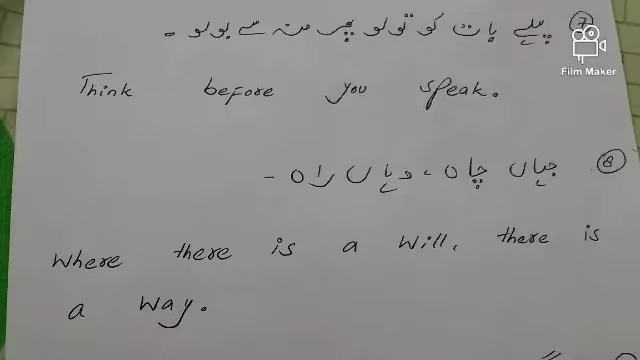 ⑦ پہلے بات کو تولو پھر منہ سے بولو ۔
Film Maker
Think before you speak.
⑧ جہاں چاہ ، وہاں راہ ۔
Where there is a will, there is
a way.